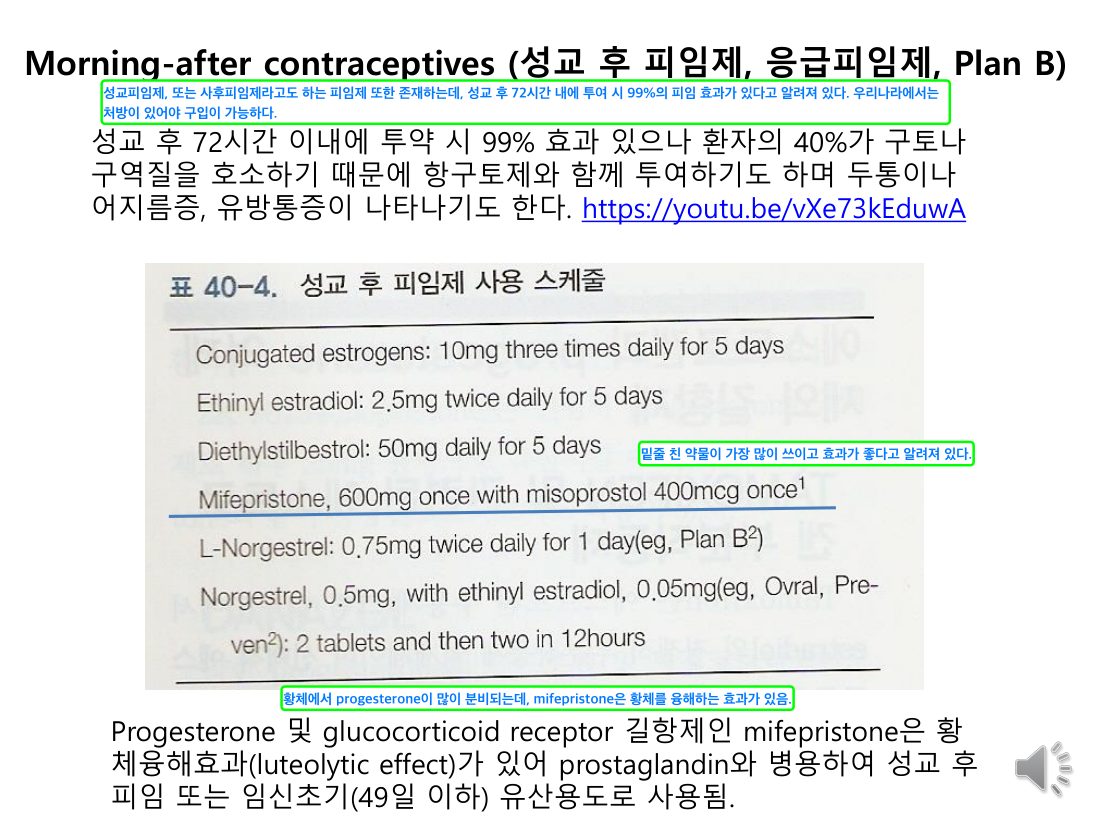 Morning-after contraceptives (성교 후 피임제, 응급피임제, Plan B)
성교피임제, 또는 사후피임제라고도 하는 피임제 또한 존재하는데, 성교 후 72시간 내에 투여 시 99%의 피임 효과가 있다고 알려져 있다. 우리나라에서는
처방이 있어야 구입이 가능하다.
성교 후 72시간 이내에 투약 시 99% 효과 있으나 환자의 40%가 구토나
구역질을 호소하기 때문에 항구토제와 함께 투여하기도 하며 두통이나
어지름증, 유방통증이 나타나기도 한다. https://youtu.be/vXe73kEduwA
표 40-4. 성교 후 피임제 사용 스케줄
Conjugated estrogens: 10mg three times daily for 5 days
Ethinyl estradiol: 2.5mg twice daily for 5 days
Diethylstilbestrol: 50mg daily for 5 days
밑줄 친 약물이 가장 많이 쓰이고 효과가 좋다고 알려져 있다.
Mifepristone, 600mg once with misoprostol 400mcg once¹
L-Norgestrel: 0.75mg twice daily for 1 day(eg, Plan B²)
Norgestrel, 0.5mg, with ethinyl estradiol, 0.05mg(eg, Ovral, Pre-
ven²): 2 tablets and then two in 12hours
황체에서 progesterone이 많이 분비되는데, mifepristone은 황체를 융해하는 효과가 있음.
Progesterone 및 glucocorticoid receptor 길항제인 mifepristone은 황
체융해효과(luteolytic effect)가 있어 prostaglandin와 병용하여 성교 후
피임 또는 임신초기(49일 이하) 유산용도로 사용됨.